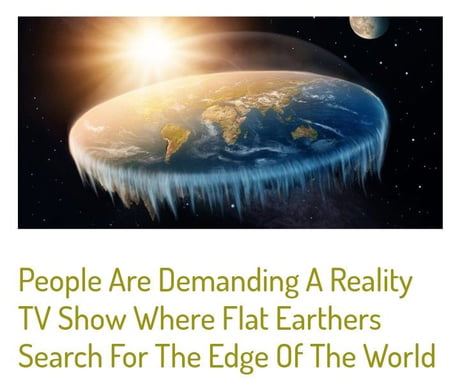 People Are Demanding A Reality
TV Show Where Flat Earthers
Search For The Edge Of The World